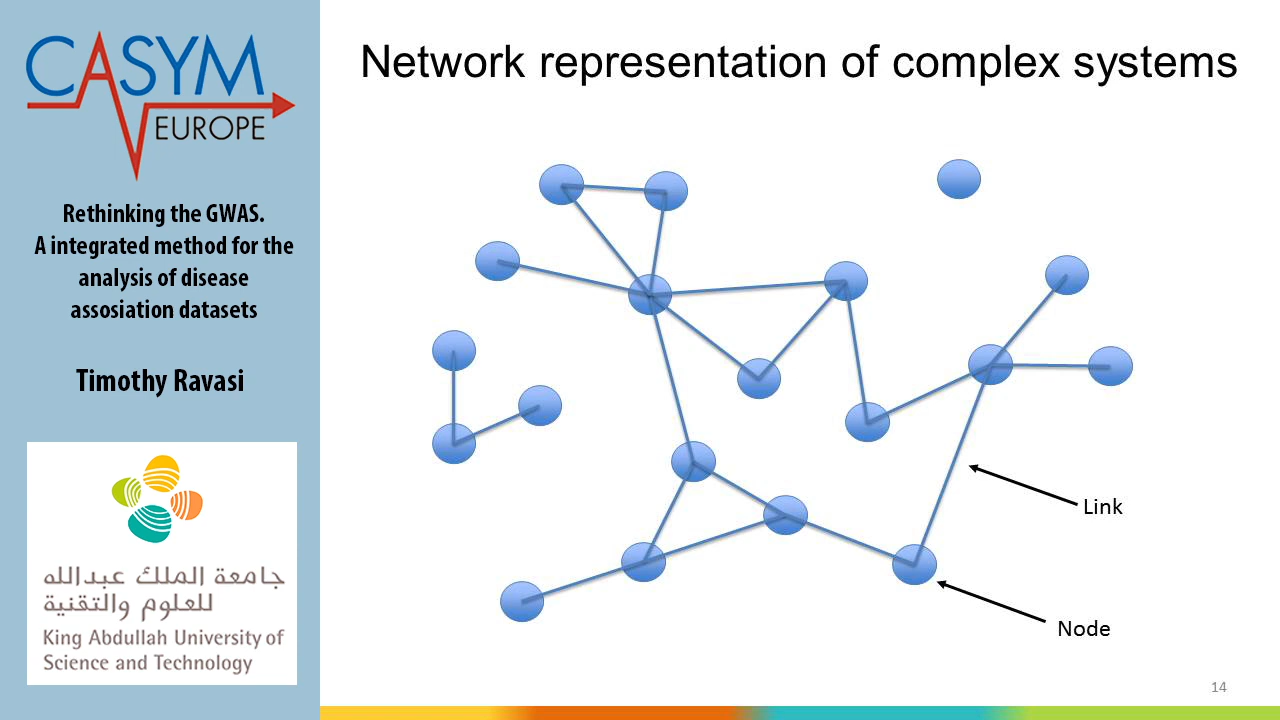 CASYM
EUROPE
Rethinking the GWAS.
A integrated method for the
analysis of disease
assosiation datasets
Timothy Ravasi
جامعة الملك عبدالله
للعلوم والتقنية
King Abdullah University of
Science and Technology
Network representation of complex systems
Link
Node
14